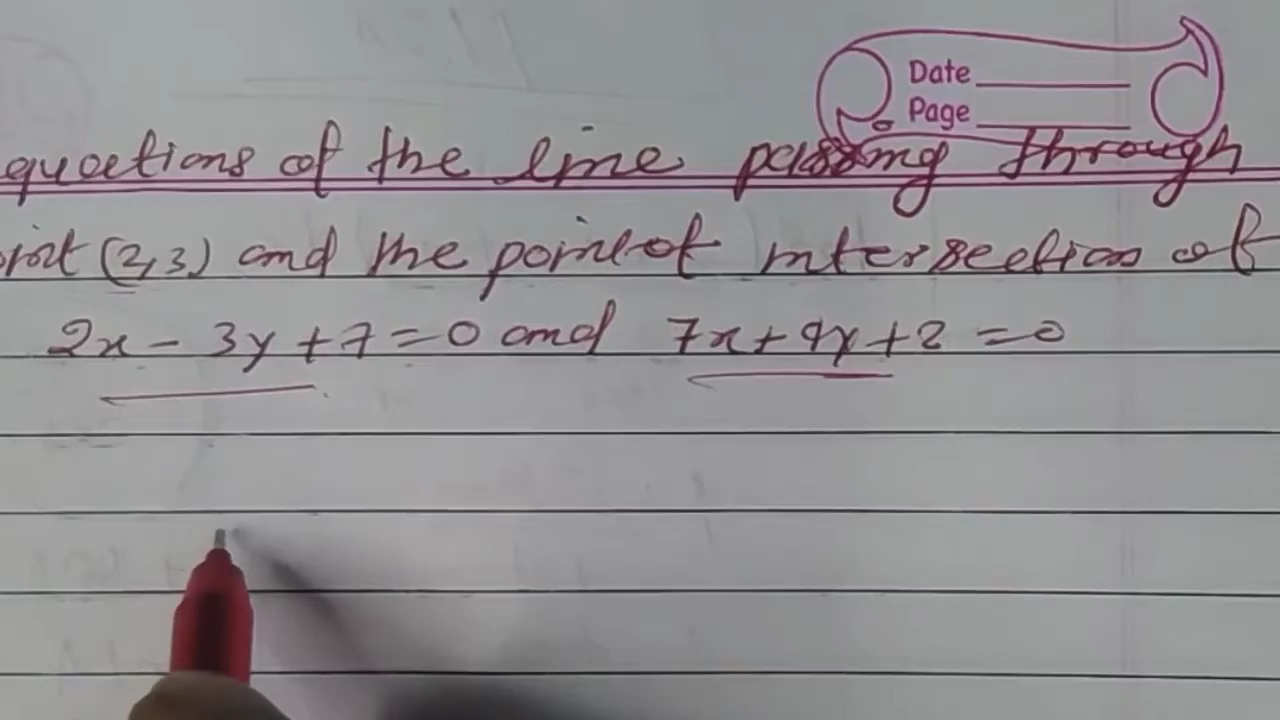 Date
Page
quations of the line passing through
oint (2,3) and the point of intersection of
2x - 3y + 7 = 0 and 7x + 4y + 2 = 0